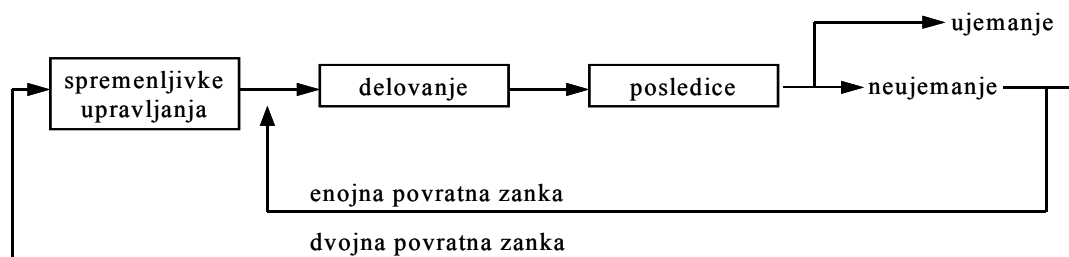 ujemanje
spremenljivke
upravljanja
delovanje
posledice
neujemanje
enojna povratna zanka
dvojna povratna zanka